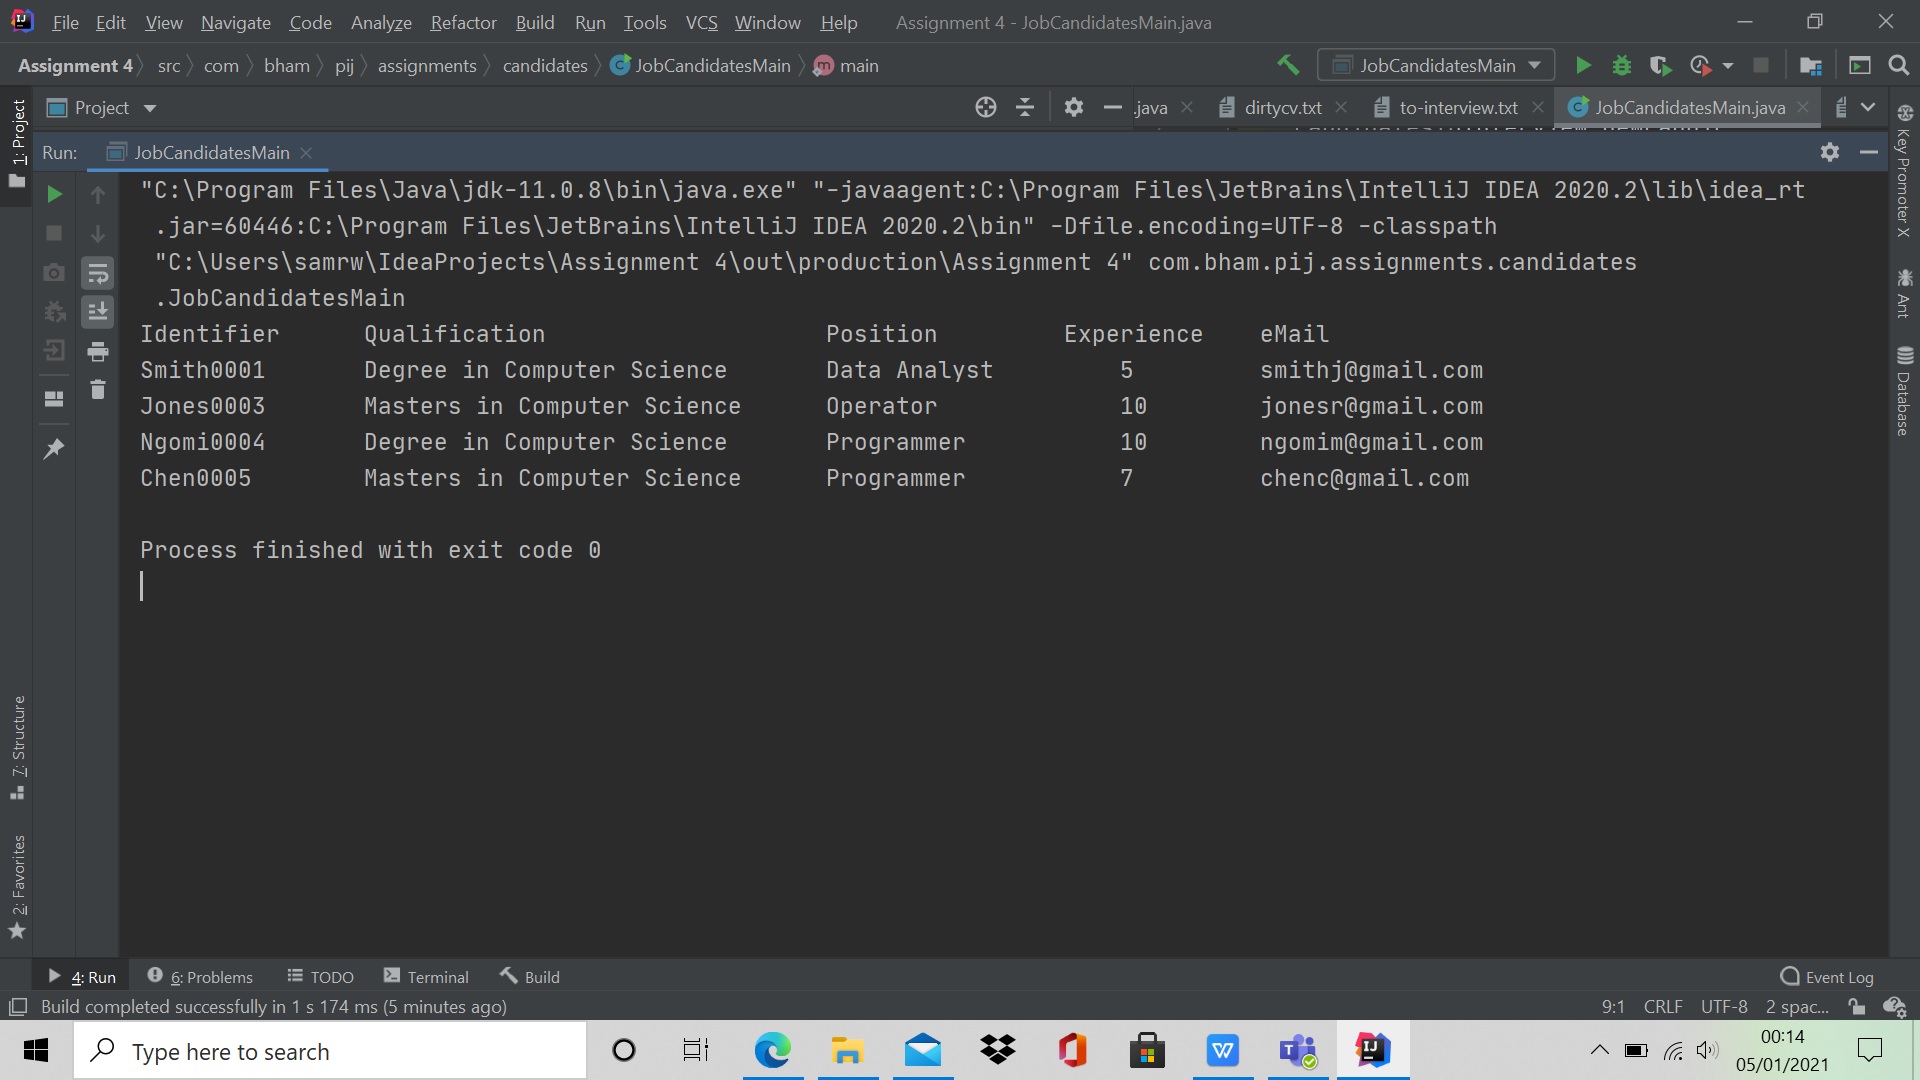 File Edit View Navigate Code Analyze Refactor Build Run Tools VCS Window Help Assignment 4 - JobCandidatesMain.java
Assignment 4 src com bham pij assignments candidates JobCandidatesMain main JobCandidatesMain
1: Project
Project .java dirtycv.txt to-interview.txt JobCandidatesMain.java
Run: JobCandidatesMain
"C:\Program Files\Java\jdk-11.0.8\bin\java.exe" "-javaagent:C:\Program Files\JetBrains\IntelliJ IDEA 2020.2\lib\idea_rt
.jar=60446:C:\Program Files\JetBrains\IntelliJ IDEA 2020.2\bin" -Dfile.encoding=UTF-8 -classpath
"C:\Users\samrw\IdeaProjects\Assignment 4\out\production\Assignment 4" com.bham.pij.assignments.candidates
.JobCandidatesMain
Identifier Qualification Position Experience eMail
Smith0001 Degree in Computer Science Data Analyst 5 smithj@gmail.com
Jones0003 Masters in Computer Science Operator 10 jonesr@gmail.com
Ngomi0004 Degree in Computer Science Programmer 10 ngomim@gmail.com
Chen0005 Masters in Computer Science Programmer 7 chenc@gmail.com
Process finished with exit code 0
Key Promoter X
Ant
Database
7: Structure
2: Favorites
4: Run 6: Problems TODO Terminal Build Event Log
Build completed successfully in 1 s 174 ms (5 minutes ago) 9:1 CRLF UTF-8 2 spac...
Type here to search
00:14
05/01/2021